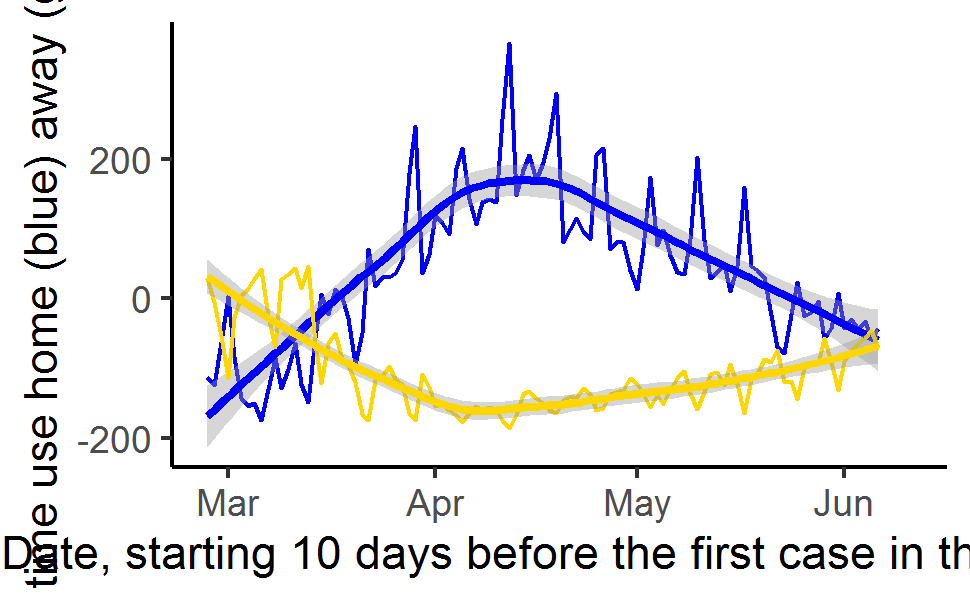 time use home (blue) away (
200
0
-200
Mar Apr May Jun
Date, starting 10 days before the first case in th